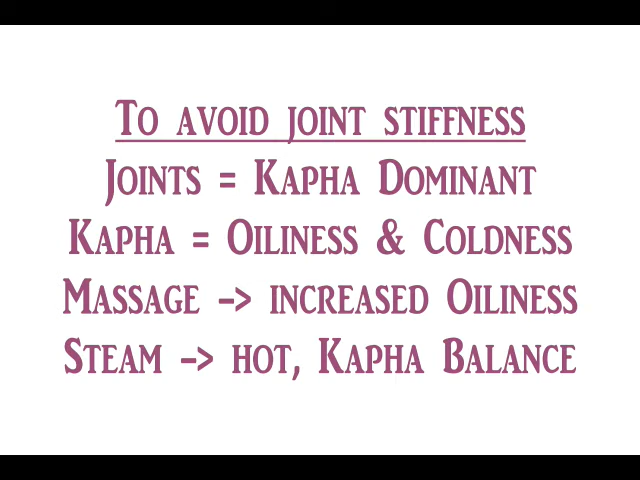 To avoid joint stiffness
Joints = Kapha Dominant
Kapha = Oiliness & Coldness
Massage -> increased Oiliness
Steam -> hot, Kapha Balance